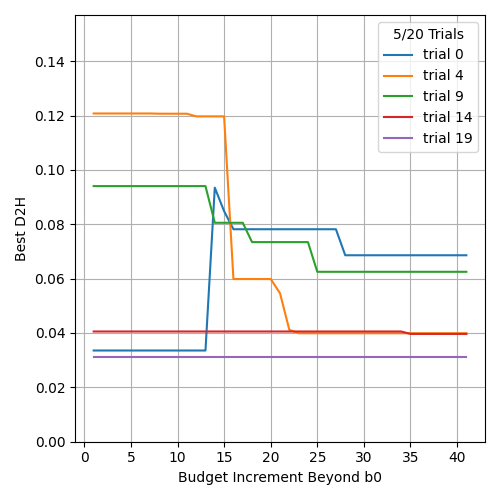 5/20 Trials
trial 0
trial 4
trial 9
trial 14
trial 19
Best D2H
0.14
0.12
0.10
0.08
0.06
0.04
0.02
0.00
0 5 10 15 20 25 30 35 40
Budget Increment Beyond b0